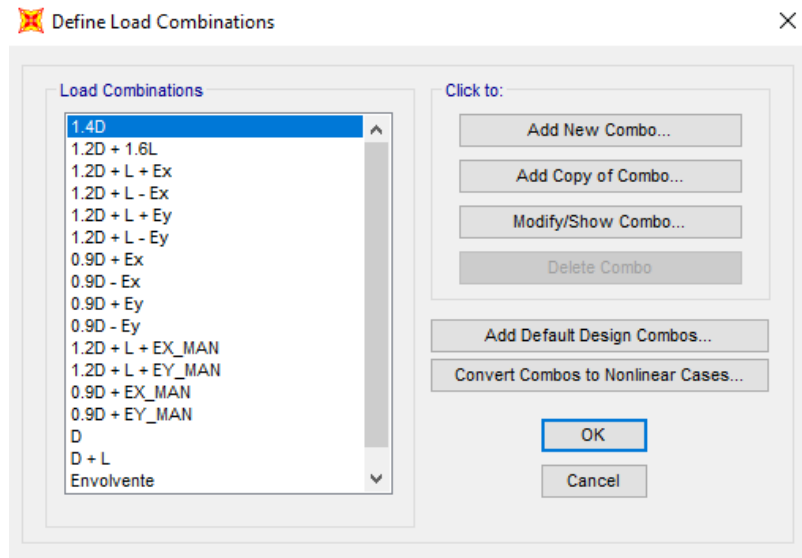 Define Load Combinations
Load Combinations
1.4D
1.2D + 1.6L
1.2D + L + Ex
1.2D + L - Ex
1.2D + L + Ey
1.2D + L - Ey
0.9D + Ex
0.9D - Ex
0.9D + Ey
0.9D - Ey
1.2D + L + EX_MAN
1.2D + L + EY_MAN
0.9D + EX_MAN
0.9D + EY_MAN
D
D + L
Envolvente
Click to:
Add New Combo...
Add Copy of Combo...
Modify/Show Combo...
Delete Combo
Add Default Design Combos...
Convert Combos to Nonlinear Cases...
OK
Cancel